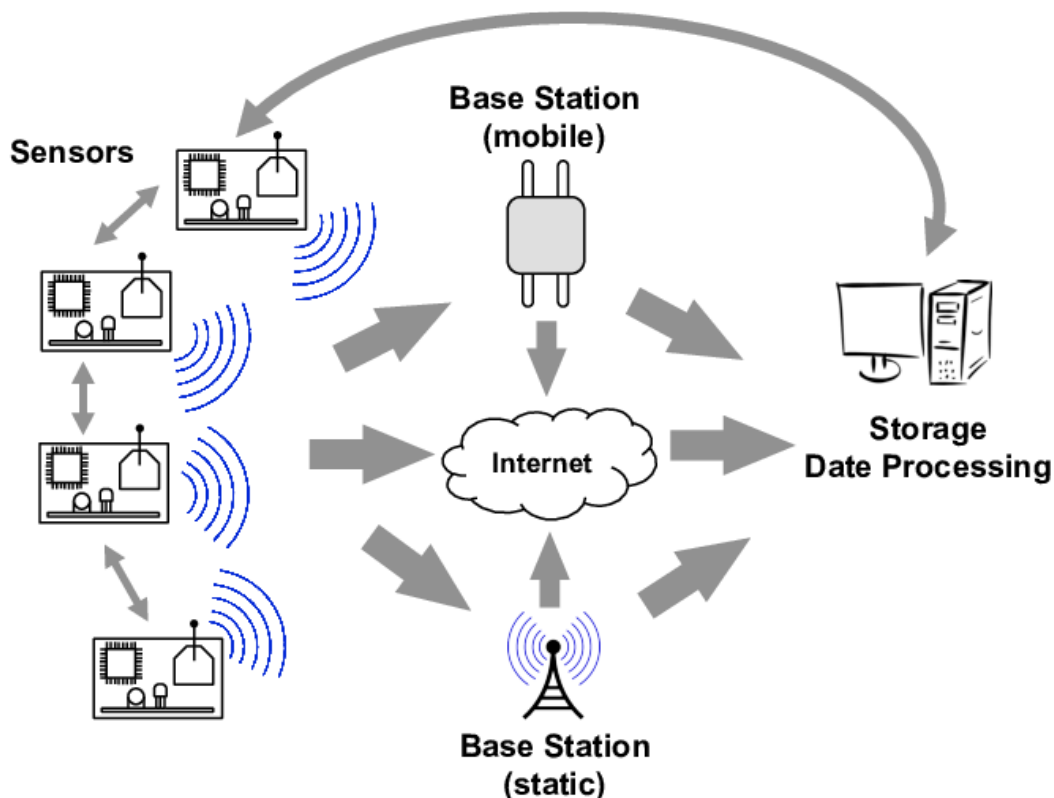 Base Station
(mobile)
Sensors
Internet
Storage
Date Processing
Base Station
(static)